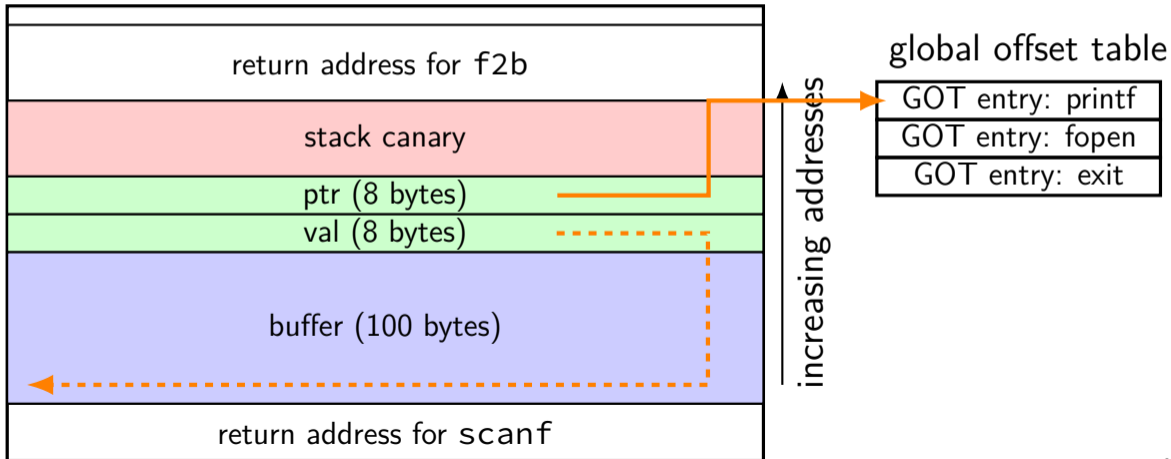 return address for f2b
stack canary
ptr (8 bytes)
val (8 bytes)
buffer (100 bytes)
return address for scanf
increasing addresses
global offset table
GOT entry: printf
GOT entry: fopen
GOT entry: exit